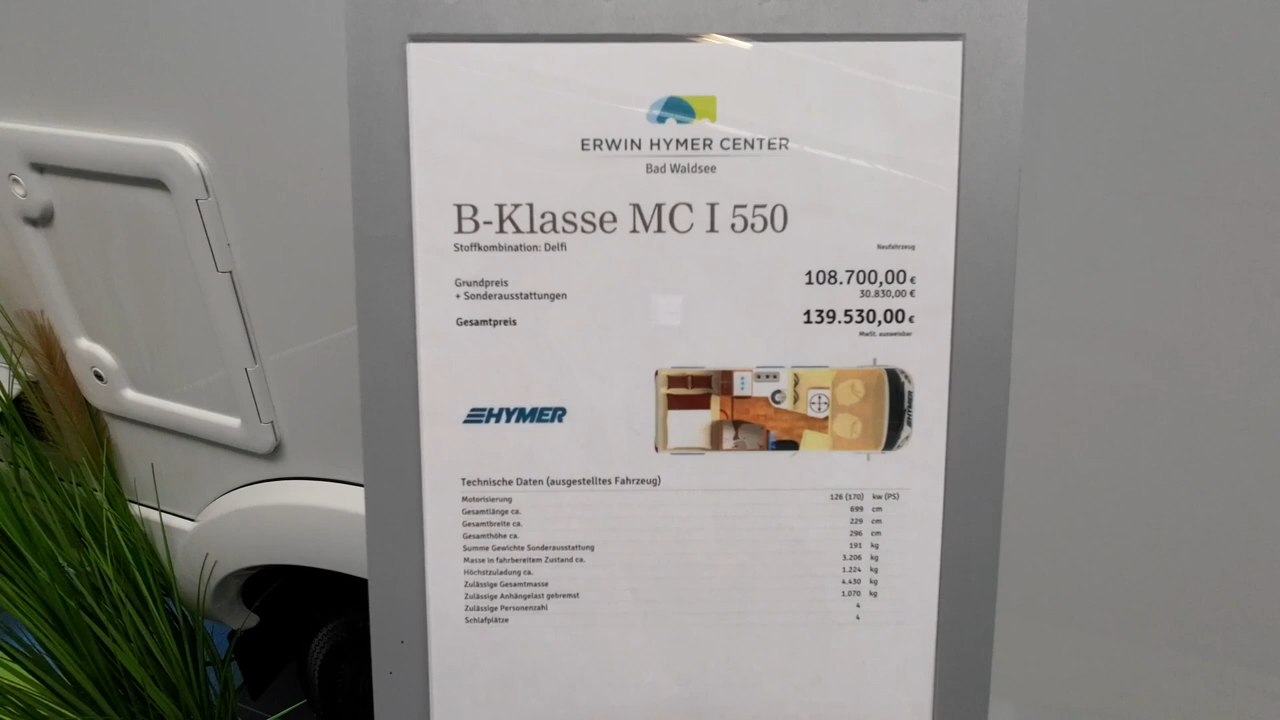 ERWIN HYMER CENTER
Bad Waldsee
B-Klasse MC I 550
Stoffkombination: Delfi Neufahrzeug
Grundpreis 108.700,00 €
+ Sonderausstattungen 30.830,00 €
Gesamtpreis 139.530,00 €
MwSt. ausweisbar
HYMER
HYMER
Technische Daten (ausgestelltes Fahrzeug)
Motorisierung 126 (170) kw (PS)
Gesamtlänge ca. 699 cm
Gesamtbreite ca. 229 cm
Gesamthöhe ca. 296 cm
Summe Gewichte Sonderausstattung 191 kg
Masse in fahrbereitem Zustand ca. 3.206 kg
Höchstzuladung ca. 1.224 kg
Zulässige Gesamtmasse 4.430 kg
Zulässige Anhängelast gebremst 1.070 kg
Zulässige Personenzahl 4
Schlafplätze 4